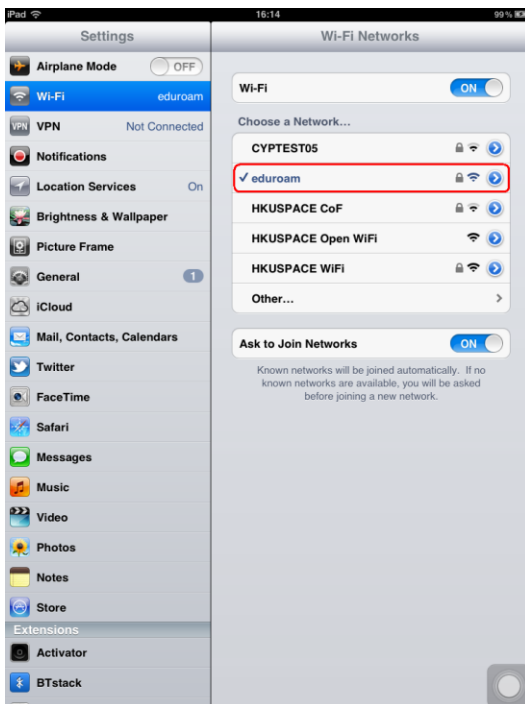 iPad 16:14 99%
Settings
Airplane Mode OFF
Wi-Fi eduroam
VPN VPN Not Connected
Notifications
Location Services On
Brightness & Wallpaper
Picture Frame
General 1
iCloud
Mail, Contacts, Calendars
Twitter
FaceTime
Safari
Messages
Music
Video
Photos
Notes
Store
Extensions
Activator
BTstack
Wi-Fi Networks
Wi-Fi ON
Choose a Network...
CYPTEST05
eduroam
HKUSPACE CoF
HKUSPACE Open WiFi
HKUSPACE WiFi
Other...
Ask to Join Networks ON
Known networks will be joined automatically. If no
known networks are available, you will be asked
before joining a new network.